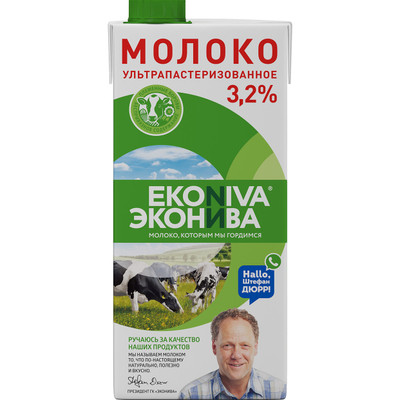 МОЛОКО
УЛЬТРАПАСТЕРИЗОВАННОЕ
3,2%
EKONIVA®
ЭКОНИВА
МОЛОКО, КОТОРЫМ МЫ ГОРДИМСЯ
Hallo,
Штефан
ДЮРР!
РУЧАЮСЬ ЗА КАЧЕСТВО
НАШИХ ПРОДУКТОВ
МЫ НАЗЫВАЕМ МОЛОКОМ
ТО, ЧТО ПО-НАСТОЯЩЕМУ
НАТУРАЛЬНО, ПОЛЕЗНО
И ВКУСНО.
ПРЕЗИДЕНТ ГК «ЭКОНИВА»